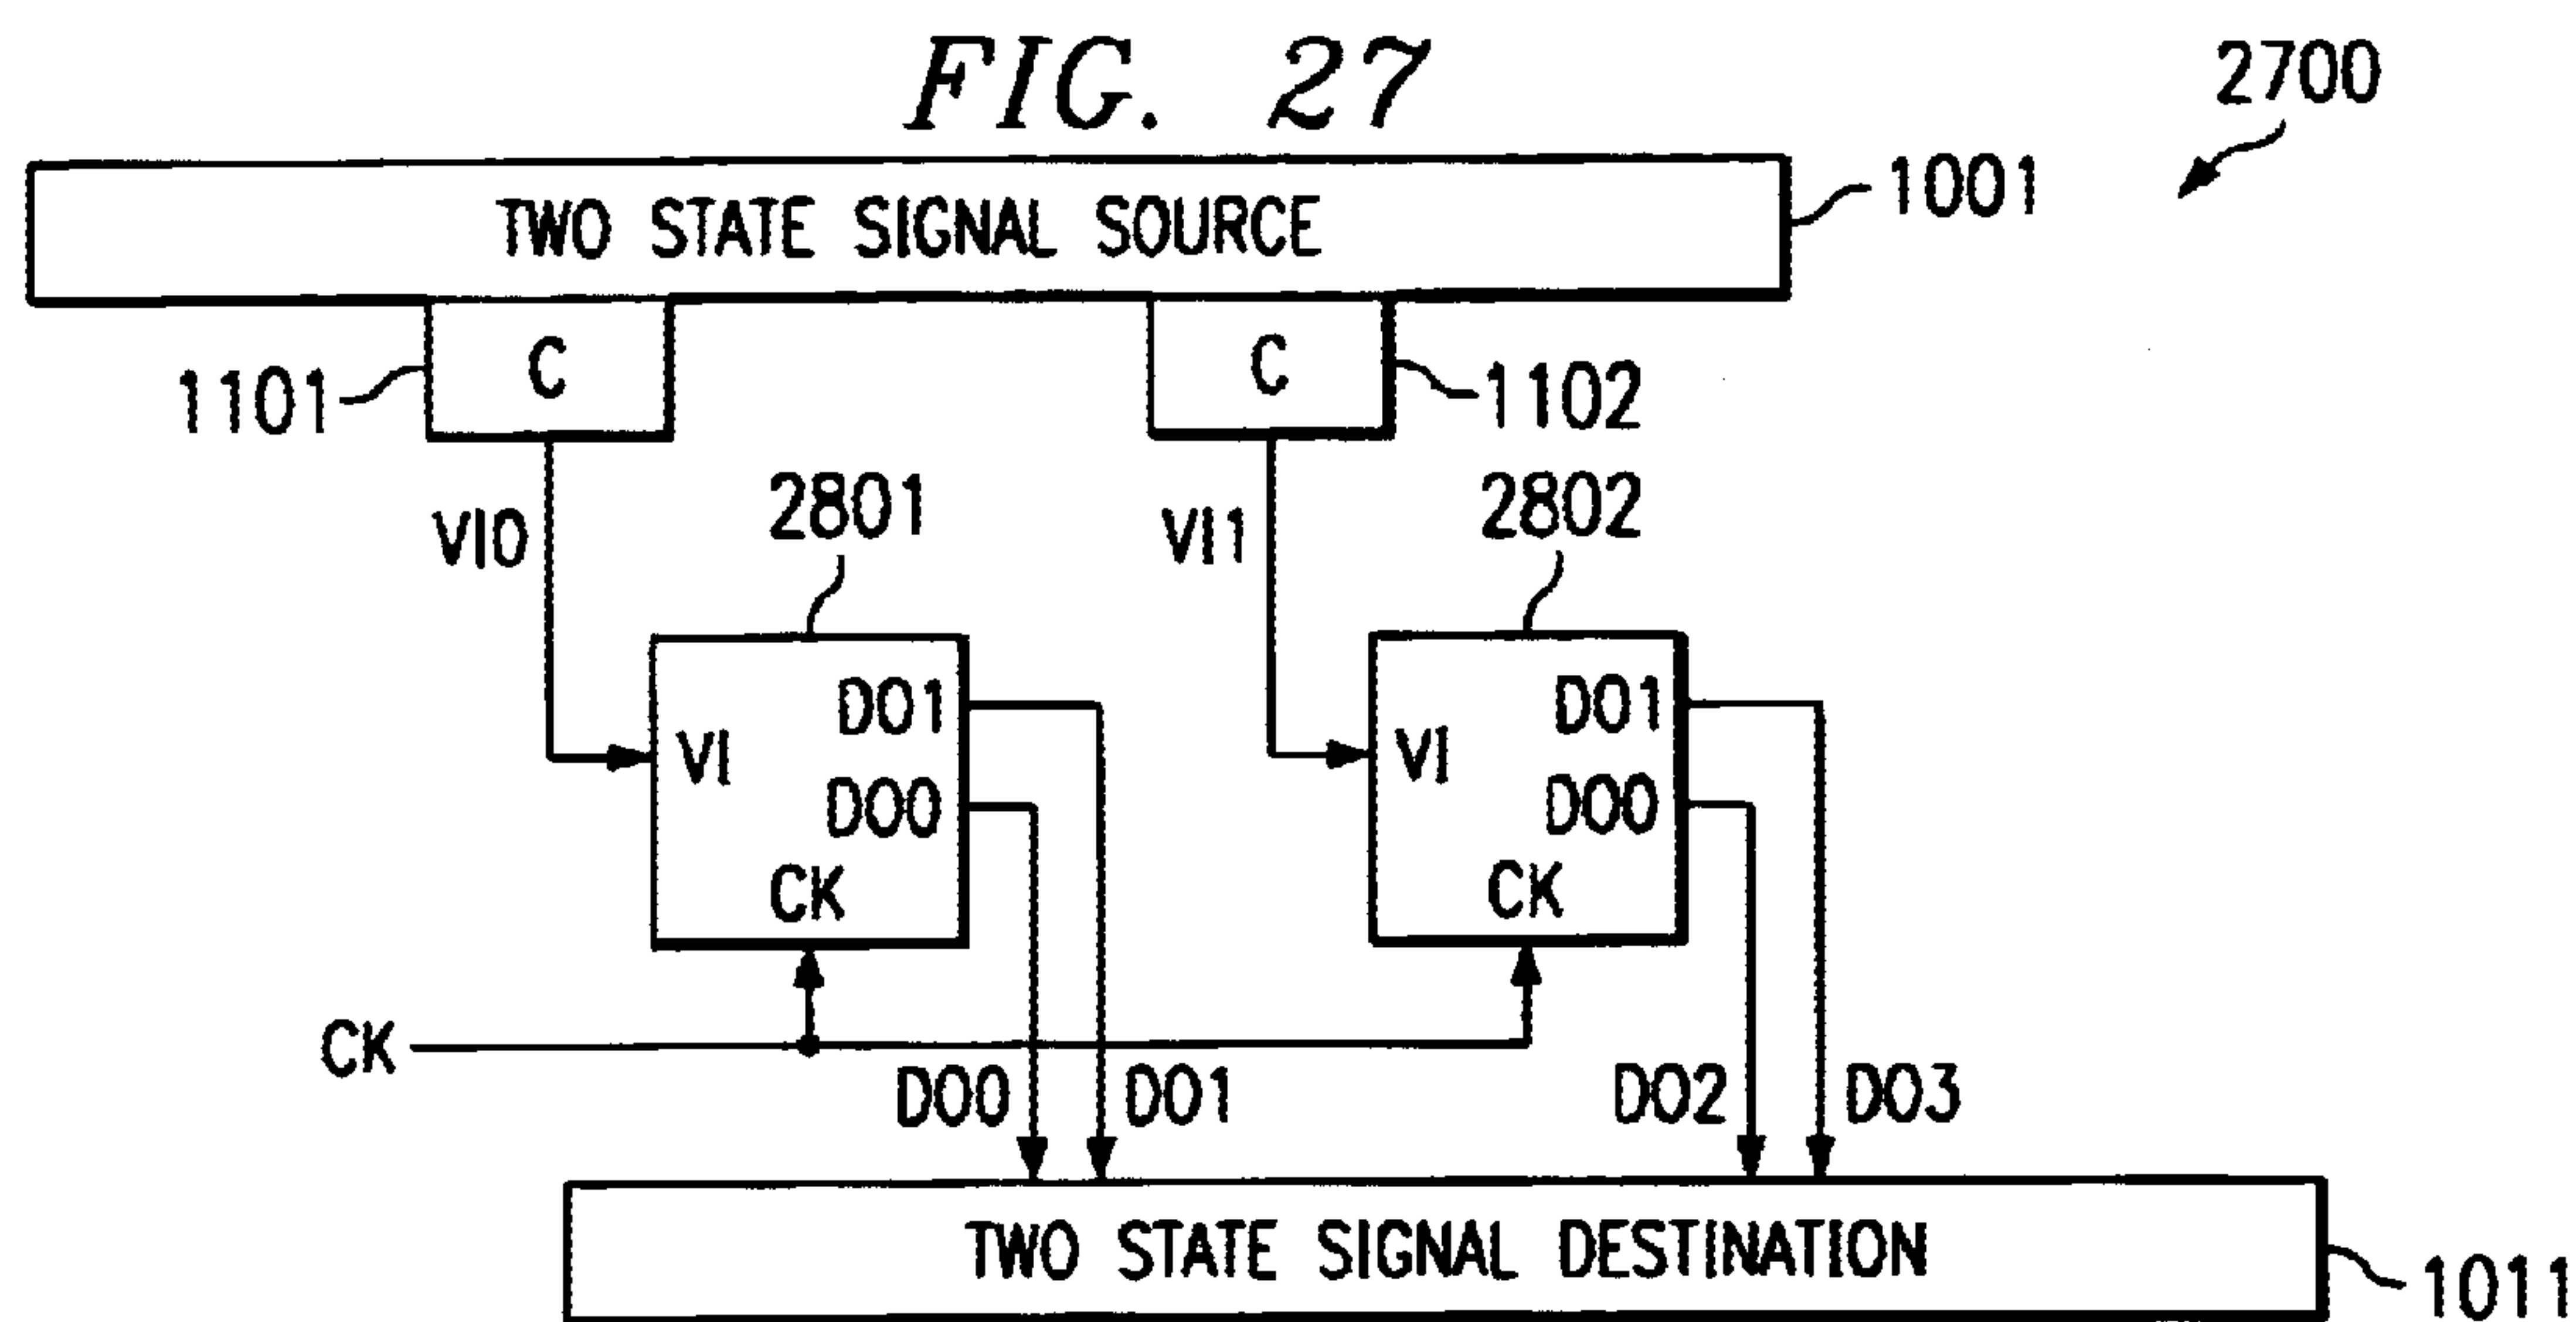 FIG. 27
2700
TWO STATE SIGNAL SOURCE
1001
C
C
1101
1102
VI0
2801
VI1
2802
VI
DO1
DO0
CK
VI
DO1
DO0
CK
CK
DO0
DO1
DO2
DO3
TWO STATE SIGNAL DESTINATION
1011